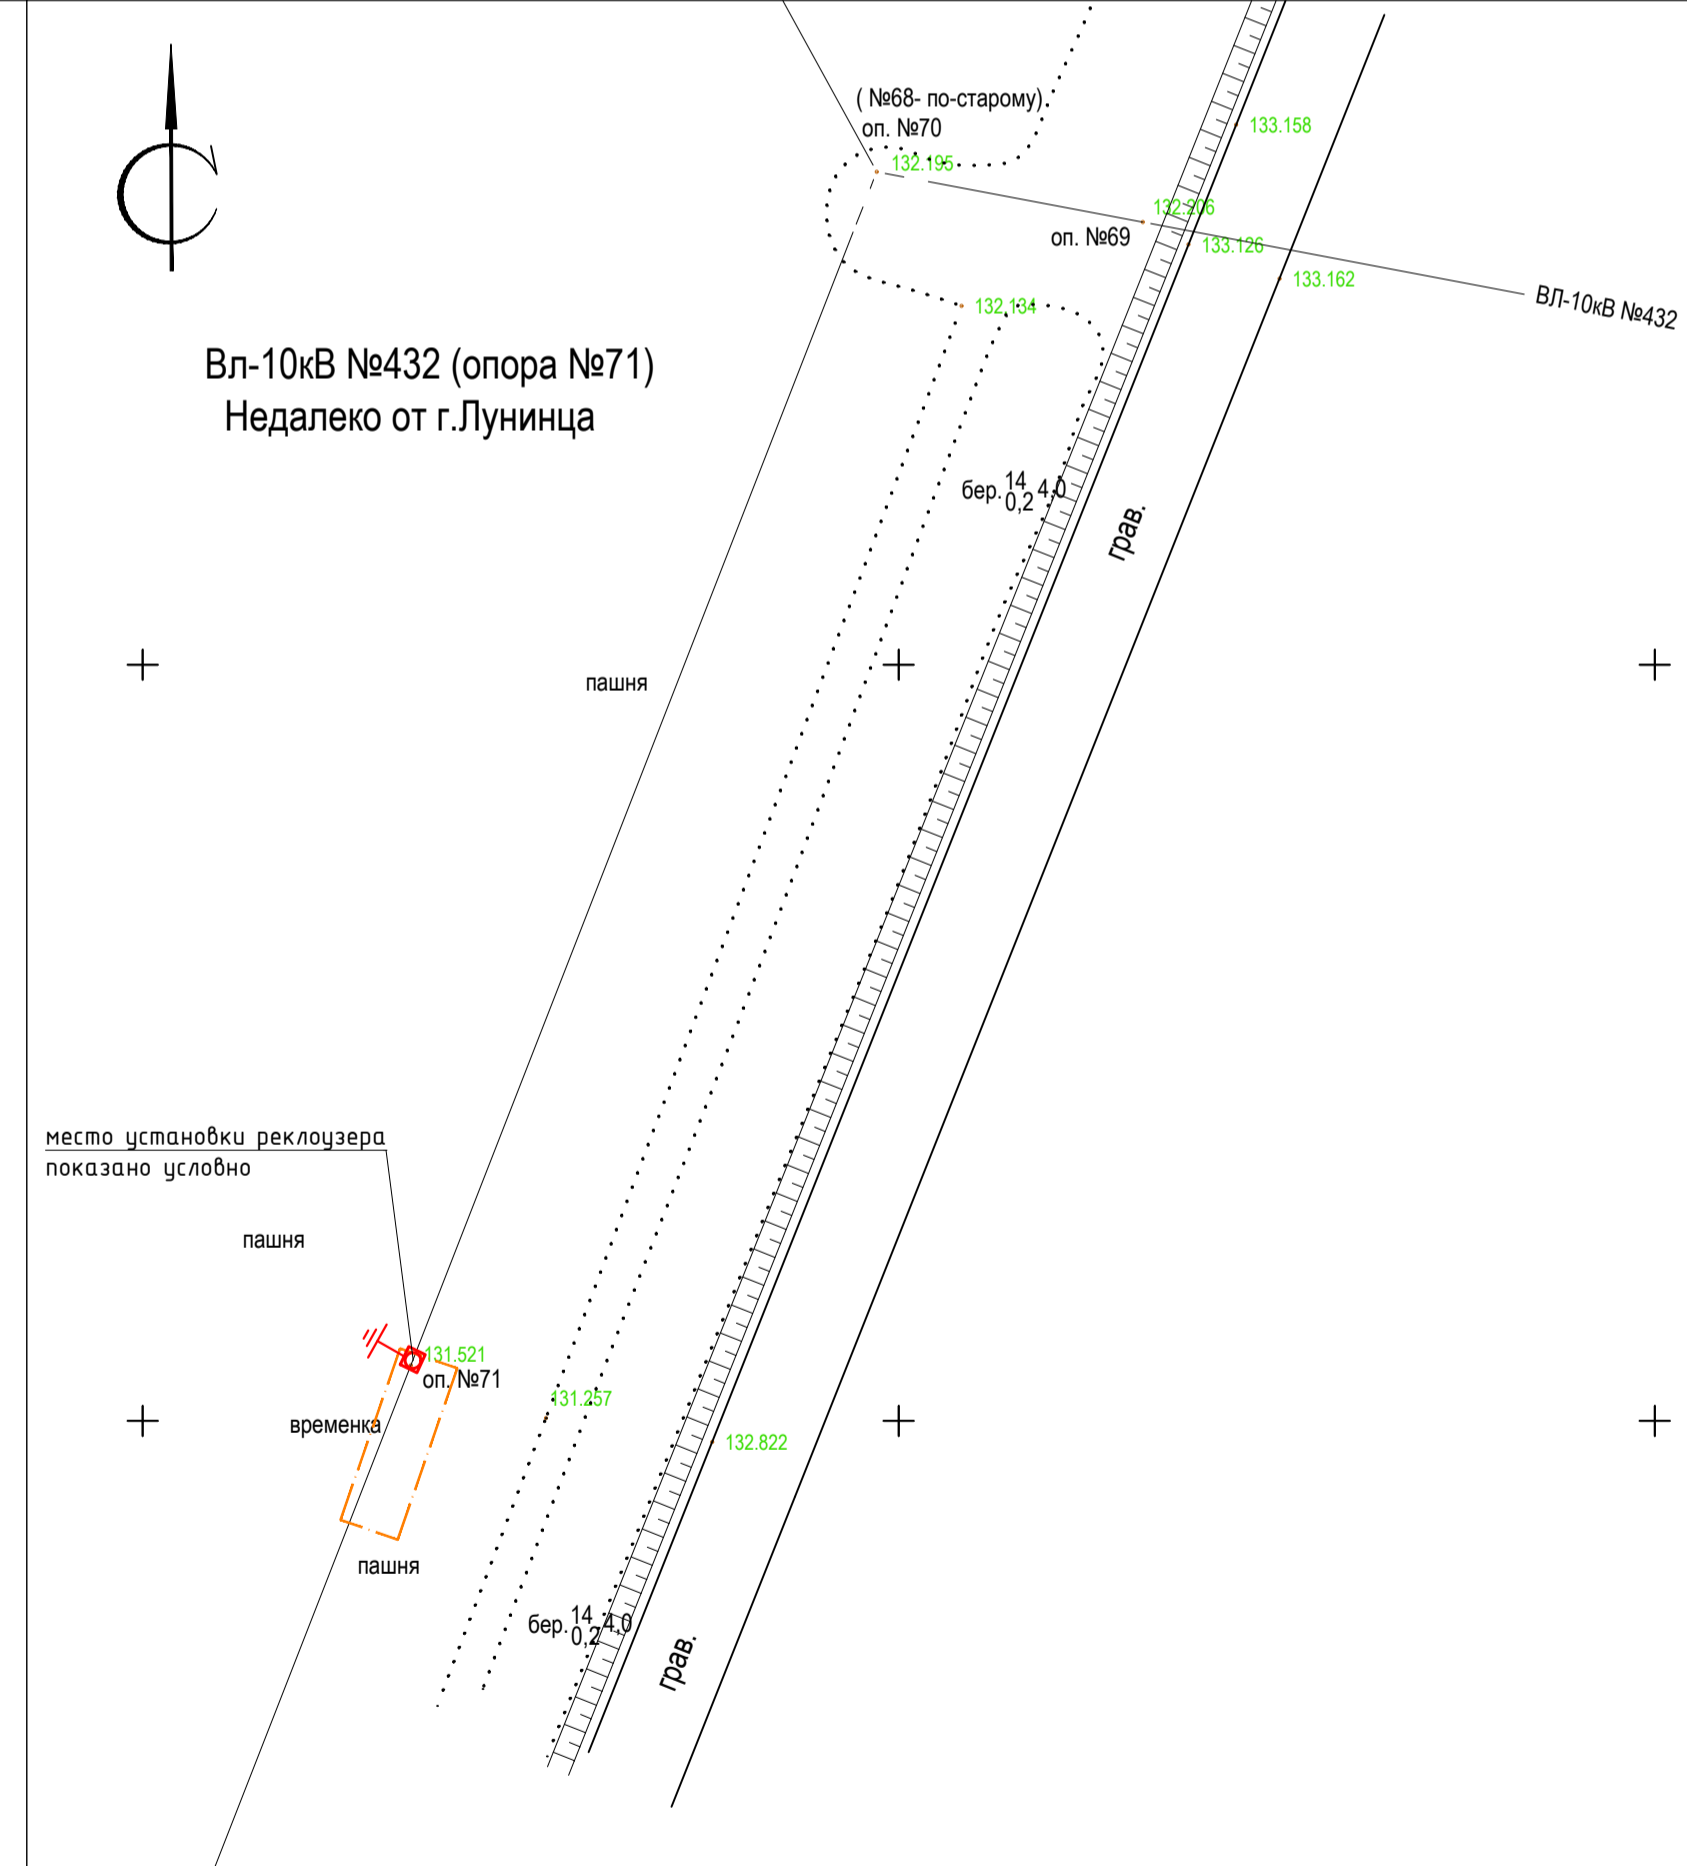 ( №68- по-старому)
оп. №70
133.158
132.195
132.206
оп. №69
133.126
133.162
ВЛ-10кВ №432
132.134
Вл-10кВ №432 (опора №71)
Недалеко от г.Лунинца
бер. 14 4,0
0,2
грав.
пашня
место установки реклоузера
показано условно
пашня
131.521
оп. №71
131.257
временка
132.822
пашня
бер. 14 4,0
0,2
грав.